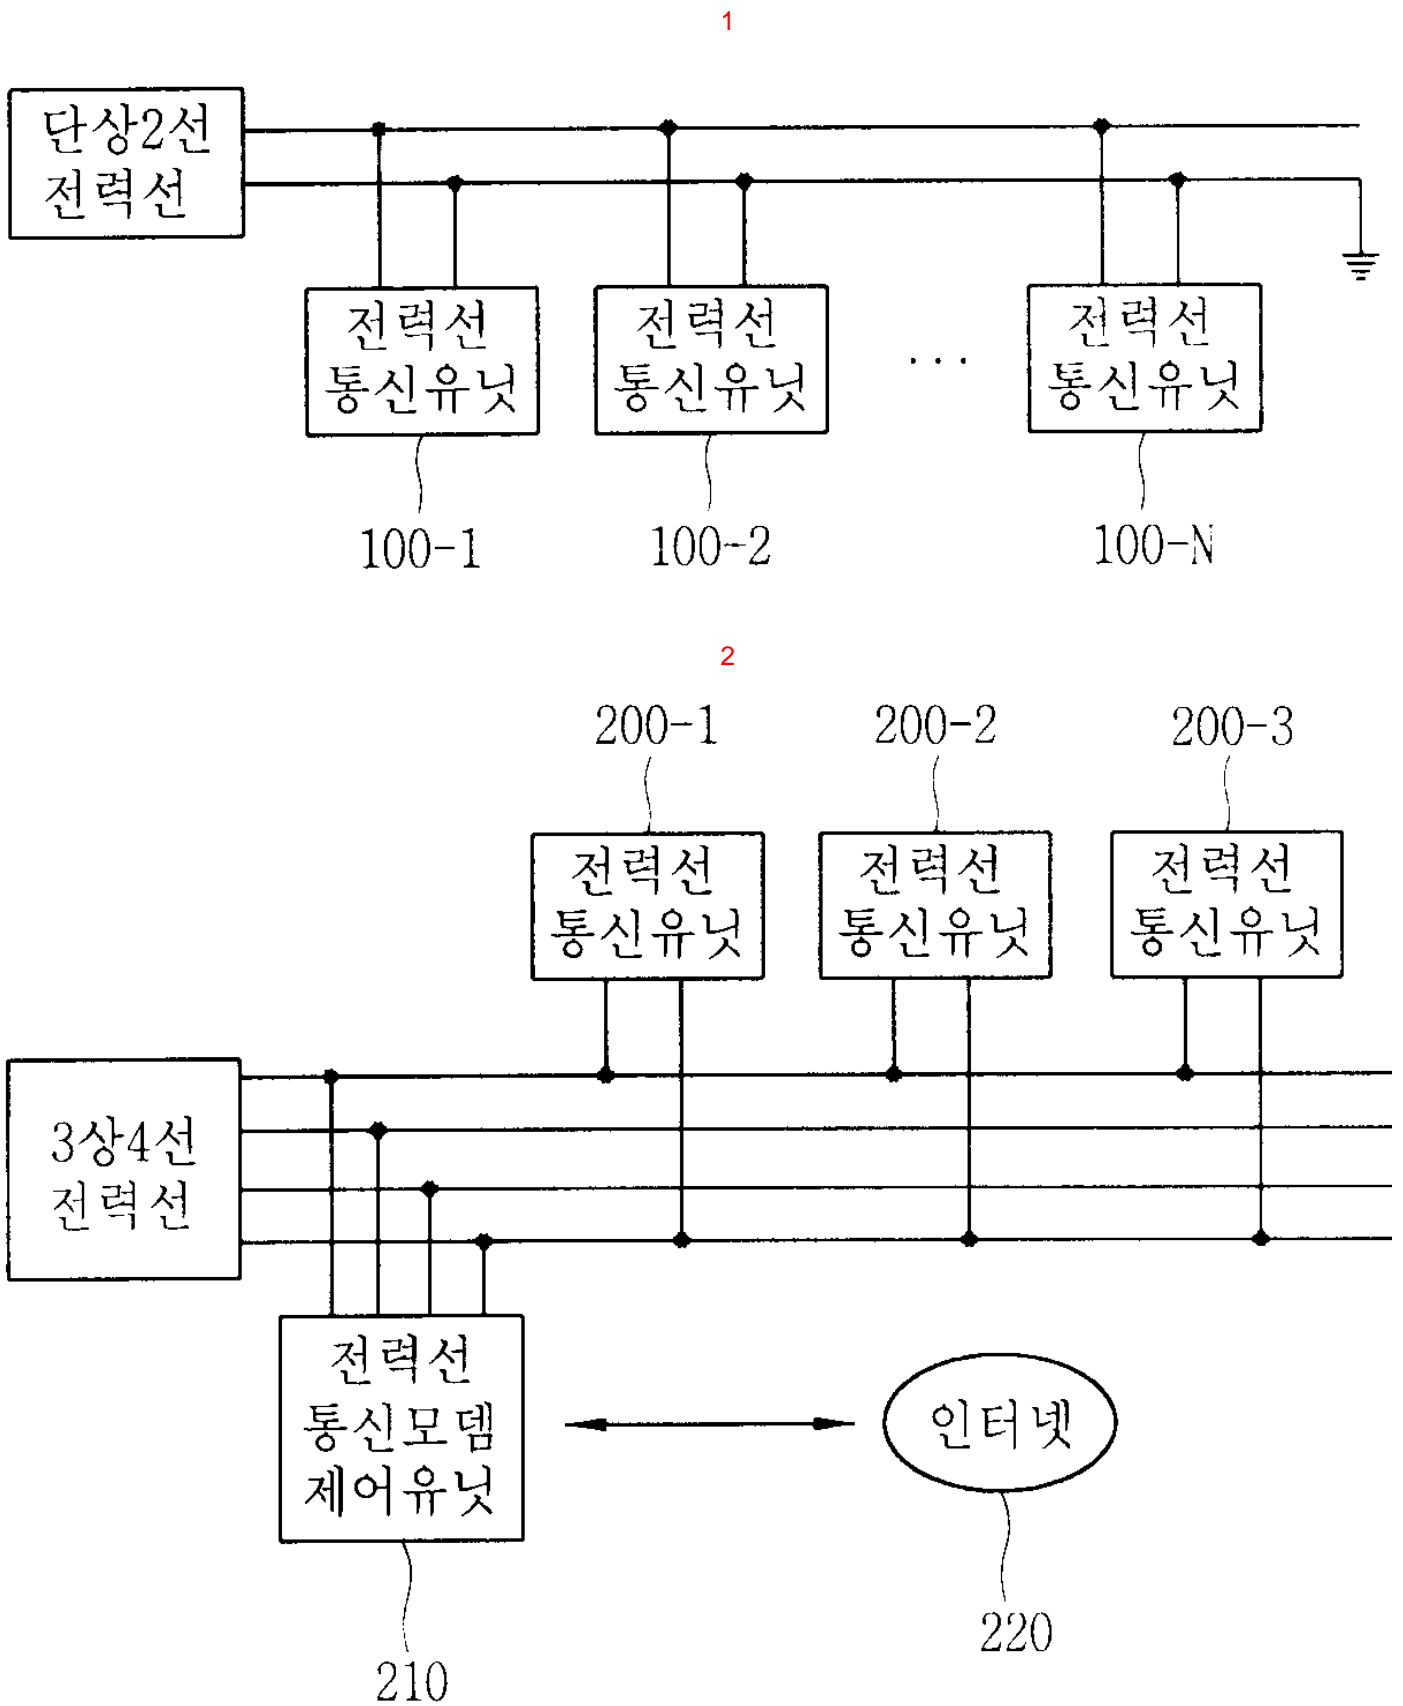 1
단상2선
전력선
전력선
통신유닛
전력선
통신유닛
...
전력선
통신유닛
100-1
100-2
100-N
2
200-1
200-2
200-3
전력선
통신유닛
전력선
통신유닛
전력선
통신유닛
3상4선
전력선
전력선
통신모뎀
제어유닛
인터넷
220
210